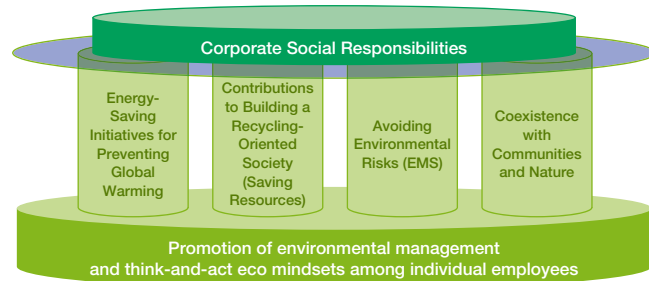 Corporate Social Responsibilities
Energy-
Saving
Initiatives for
Preventing
Global
Warming
Contributions
to Building a
Recycling-
Oriented
Society
(Saving
Resources)
Avoiding
Environmental
Risks (EMS)
Coexistence
with
Communities
and Nature
Promotion of environmental management
and think-and-act eco mindsets among individual employees